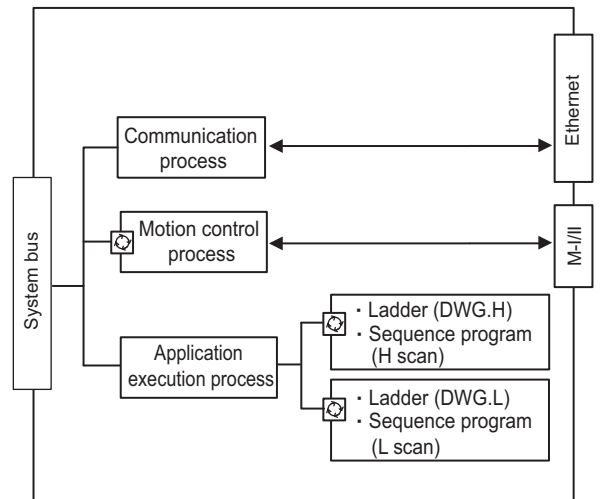 Ethernet
Communication
process
System bus
Motion control
process
M-I/II
・Ladder (DWG.H)
・Sequence program
(H scan)
Application
execution process
・Ladder (DWG.L)
・Sequence program
(L scan)